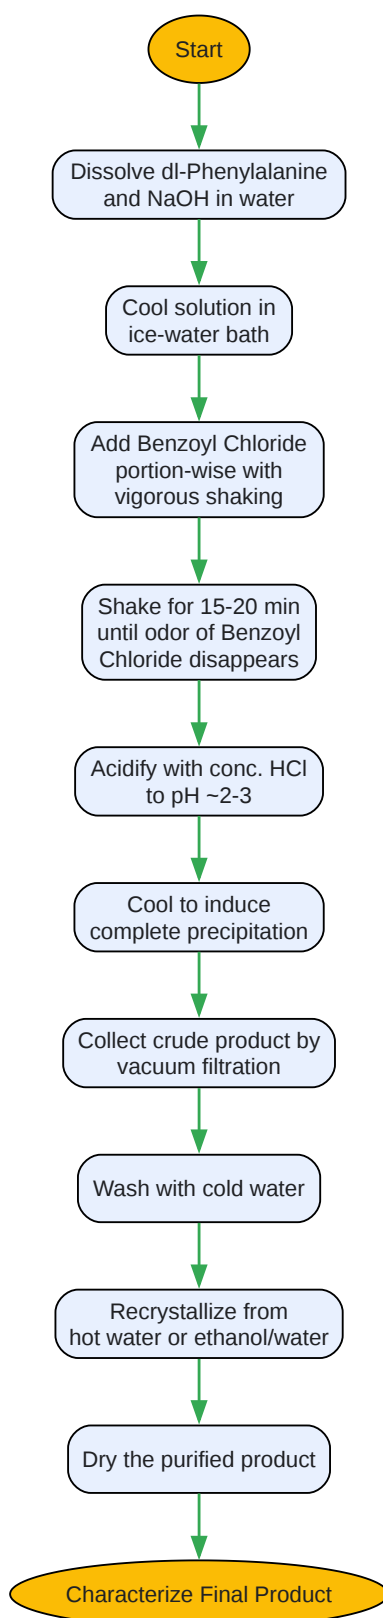 Start
Dissolve dl-Phenylalanine
and NaOH in water
Cool solution in
ice-water bath
Add Benzoyl Chloride
portion-wise with
vigorous shaking
Shake for 15-20 min
until odor of Benzoyl
Chloride disappears
Acidify with conc. HCl
to pH ~2-3
Cool to induce
complete precipitation
Collect crude product by
vacuum filtration
Wash with cold water
Recrystallize from
hot water or ethanol/water
Dry the purified product
Characterize Final Product